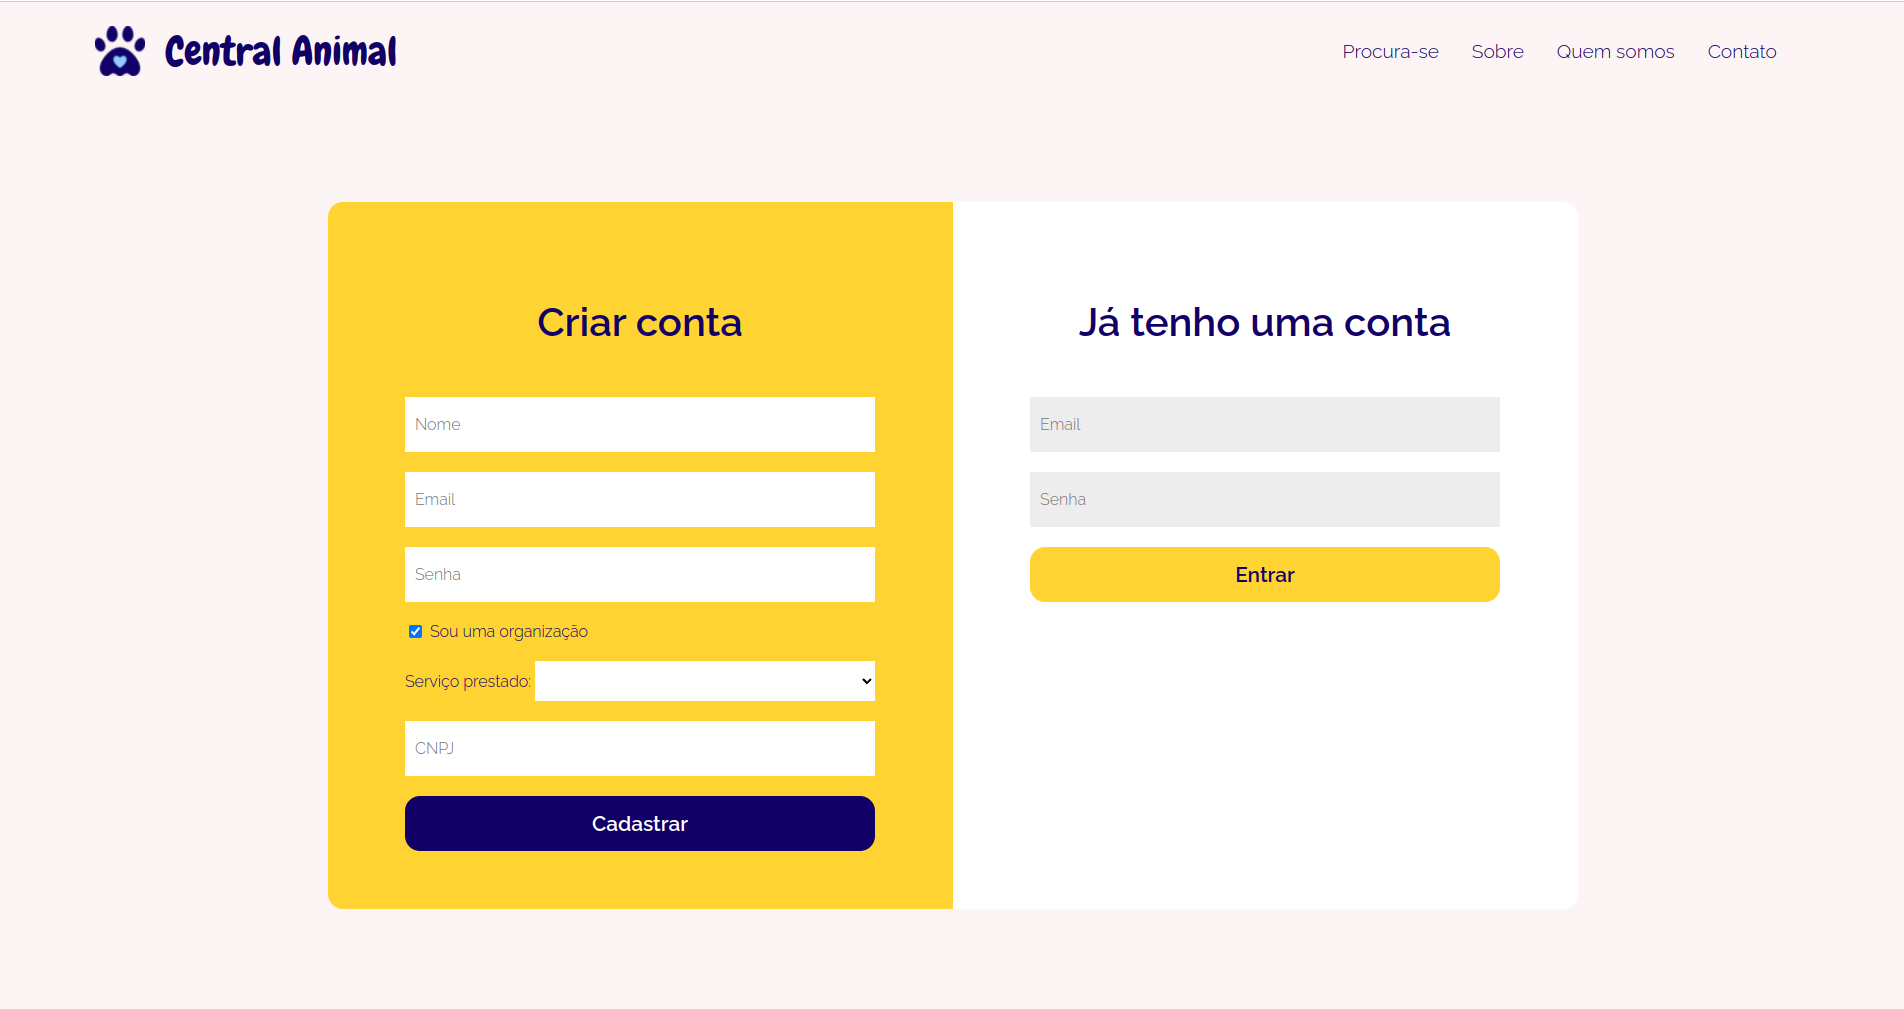 Central Animal
Procura-se Sobre Quem somos Contato
Criar conta
Nome
Email
Senha
Sou uma organização
Serviço prestado:
CNPJ
Cadastrar
Já tenho uma conta
Email
Senha
Entrar